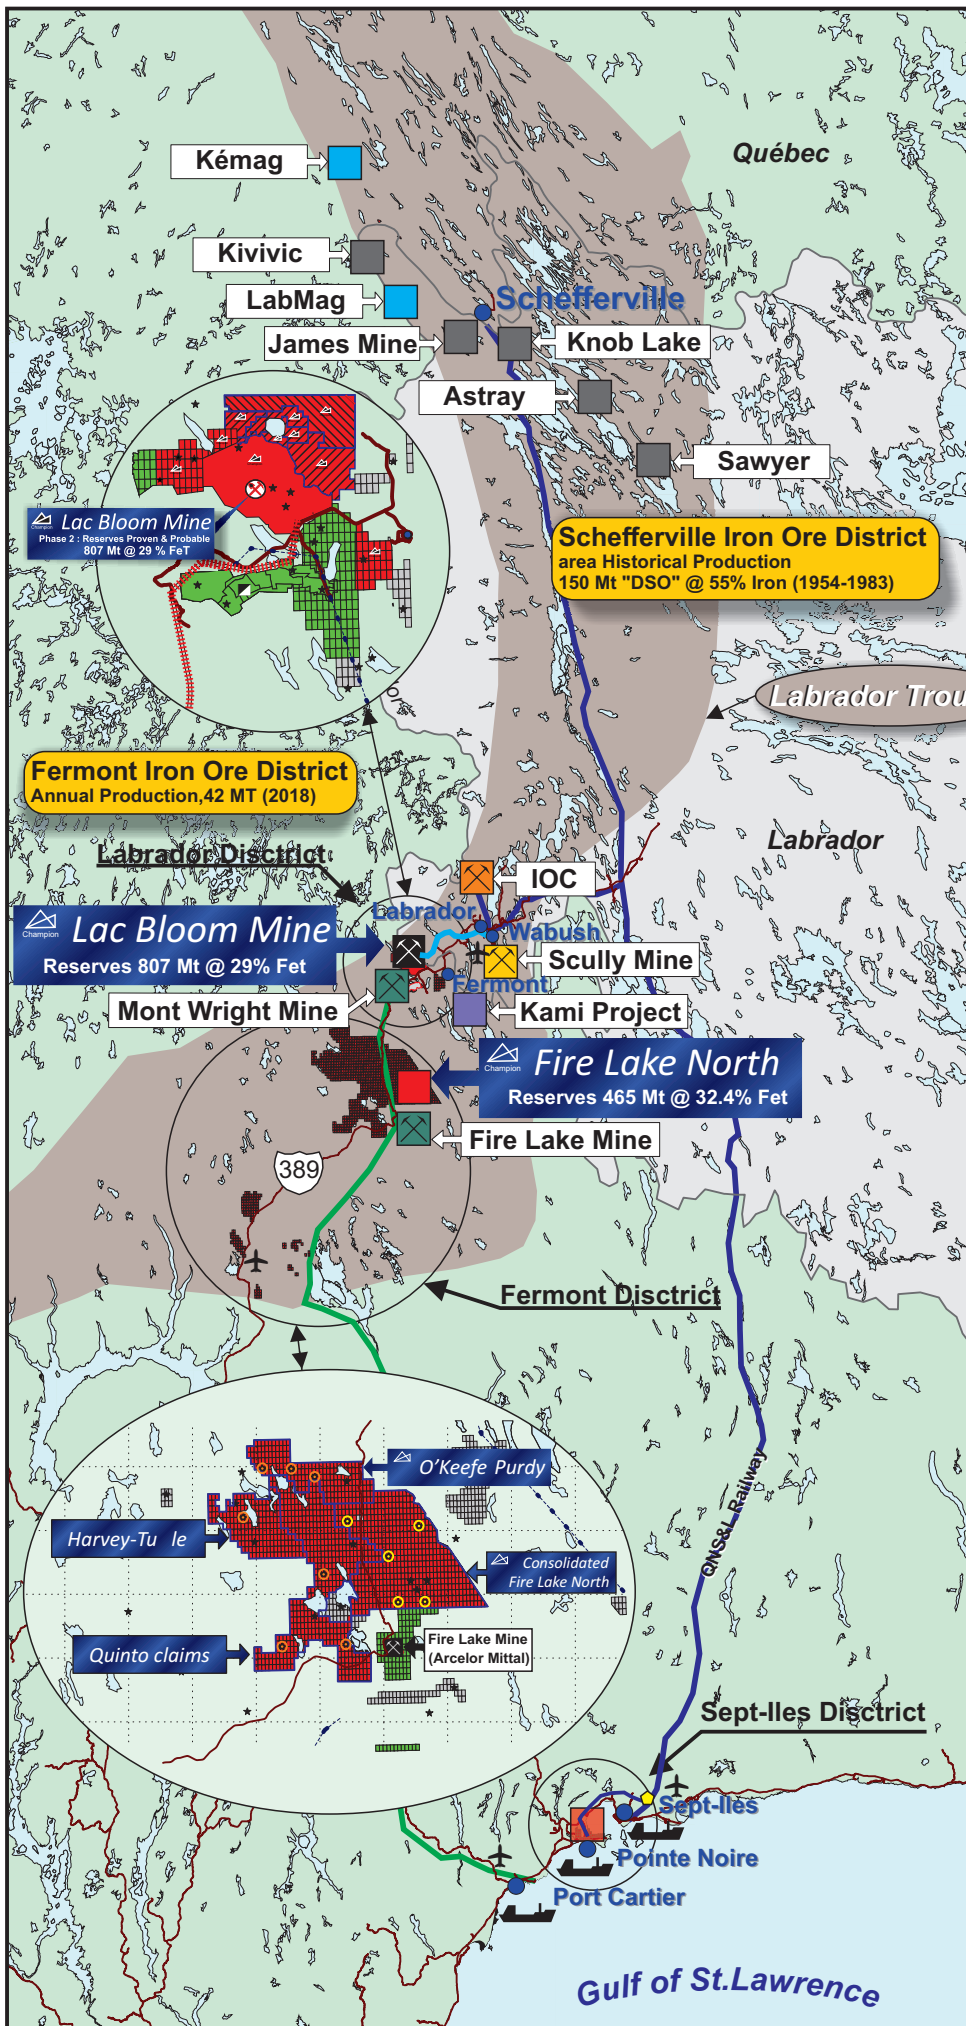 Québec
Kémag
Kivivic
LabMag
Schefferville
James Mine
Knob Lake
Astray
Sawyer
Champion
Lac Bloom Mine
Phase 2 : Reserves Proven & Probable
807 Mt @ 29 % FeT
Schefferville Iron Ore District
area Historical Production
150 Mt "DSO" @ 55% Iron (1954-1983)
Labrador Trou
Fermont Iron Ore District
Annual Production,42 MT (2018)
Labrador
Labrador Disctrict
IOC
Labrador
Wabush
Champion
Lac Bloom Mine
Reserves 807 Mt @ 29% Fet
Scully Mine
Fermont
Mont Wright Mine
Kami Project
Champion
Fire Lake North
Reserves 465 Mt @ 32.4% Fet
Fire Lake Mine
389
Fermont Disctrict
O'Keefe Purdy
Harvey-Tu le
Consolidated
Fire Lake North
Quinto claims
Fire Lake Mine
(Arcelor Mittal)
QNS&L Railway
Sept-Iles Disctrict
Sept-Iles
Pointe Noire
Port Cartier
Gulf of St.Lawrence